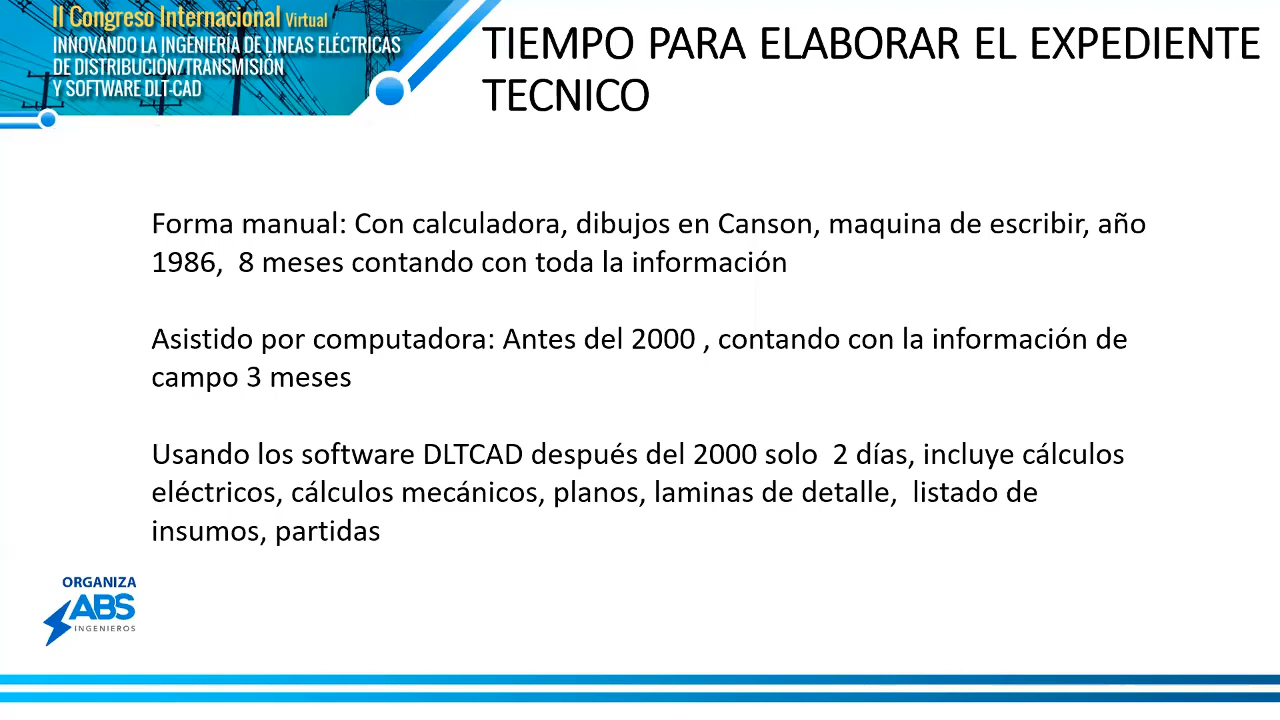 II Congreso Internacional Virtual
INNOVANDO LA INGENIERÍA DE LINEAS ELÉCTRICAS
DE DISTRIBUCIÓN/TRANSMISIÓN
Y SOFTWARE DLT-CAD
TIEMPO PARA ELABORAR EL EXPEDIENTE
TECNICO
Forma manual: Con calculadora, dibujos en Canson, maquina de escribir, año
1986,  8 meses contando con toda la información
Asistido por computadora: Antes del 2000 , contando con la información de
campo 3 meses
Usando los software DLTCAD después del 2000 solo  2 días, incluye cálculos
eléctricos, cálculos mecánicos, planos, laminas de detalle,  listado de
insumos, partidas
ORGANIZA
ABS
INGENIEROS